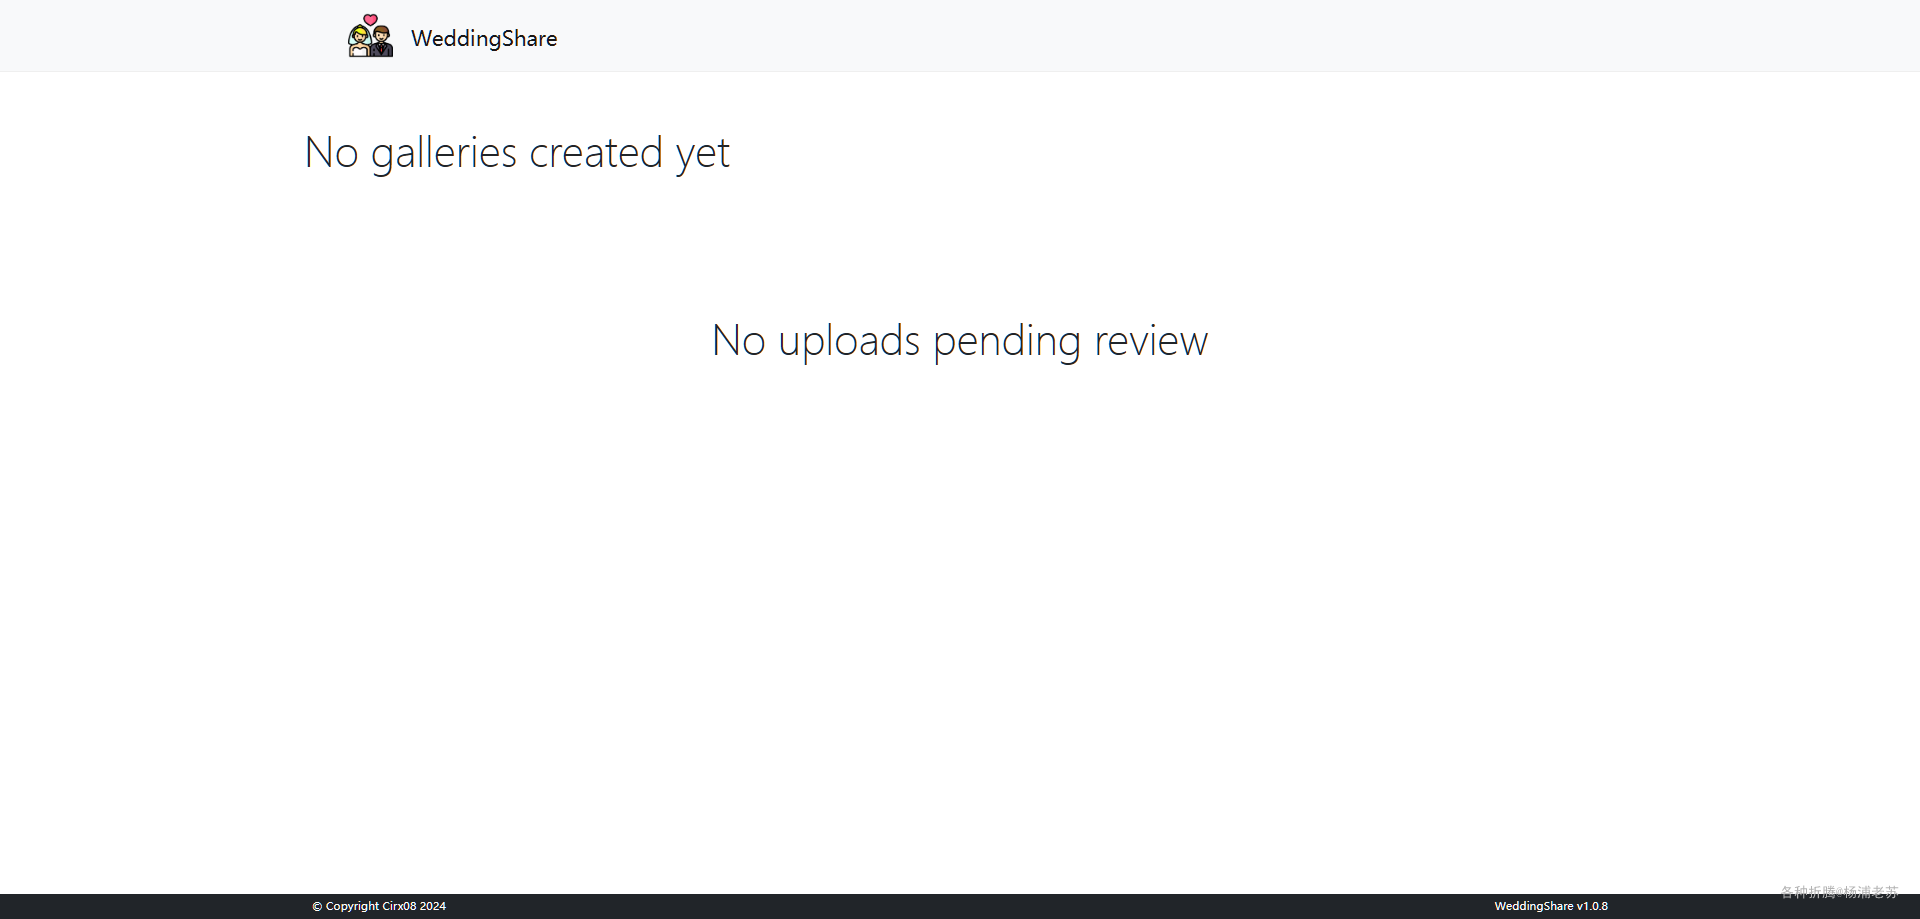 WeddingShare
No galleries created yet
No uploads pending review
各种折腾@杨浦老苏
© Copyright Cirx08 2024
WeddingShare v1.0.8